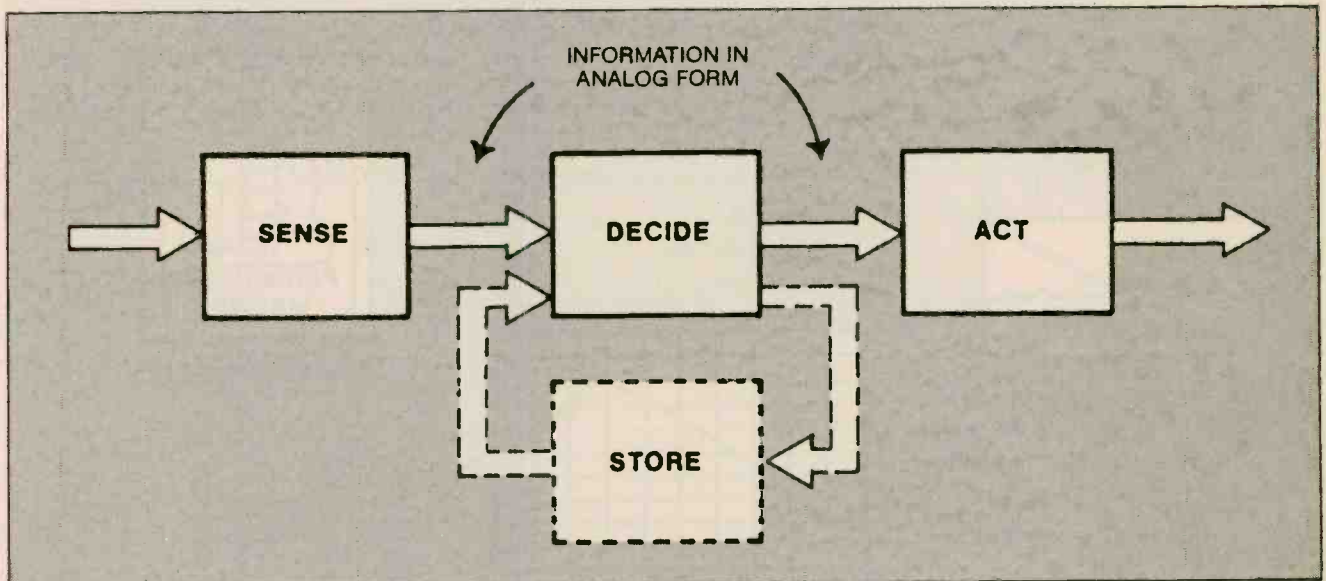 INFORMATION IN
ANALOG FORM
SENSE
DECIDE
ACT
STORE